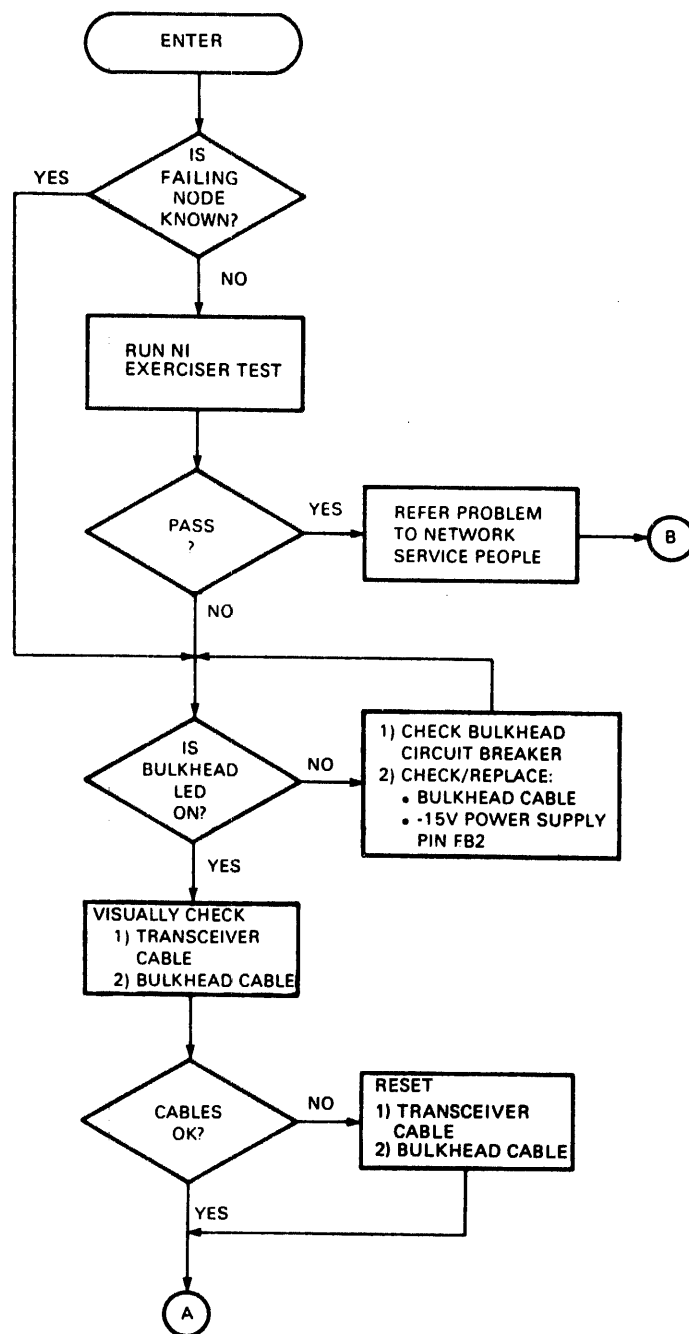 ENTER
IS
FAILING
NODE
KNOWN?
YES
NO
RUN NI
EXERCISER TEST
PASS
?
YES
REFER PROBLEM
TO NETWORK
SERVICE PEOPLE
B
NO
IS
BULKHEAD
LED
ON?
NO
1) CHECK BULKHEAD
CIRCUIT BREAKER
2) CHECK/REPLACE:
• BULKHEAD CABLE
• -15V POWER SUPPLY
PIN FB2
YES
VISUALLY CHECK
1) TRANSCEIVER
CABLE
2) BULKHEAD CABLE
CABLES
OK?
NO
RESET
1) TRANSCEIVER
CABLE
2) BULKHEAD CABLE
YES
A